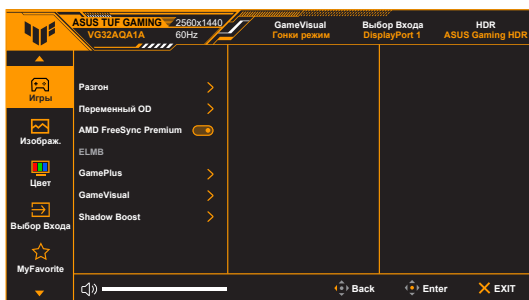 ASUS TUF GAMING 2560x1440
VG32AQA1A 60Hz
GameVisual
Гонки режим
Выбор Входа
DisplayPort 1
HDR
ASUS Gaming HDR
Игры
Изображ.
Цвет
Выбор Входа
MyFavorite
Разгон
Переменный OD
AMD FreeSync Premium
ELMB
GamePlus
GameVisual
Shadow Boost
Back
Enter
EXIT